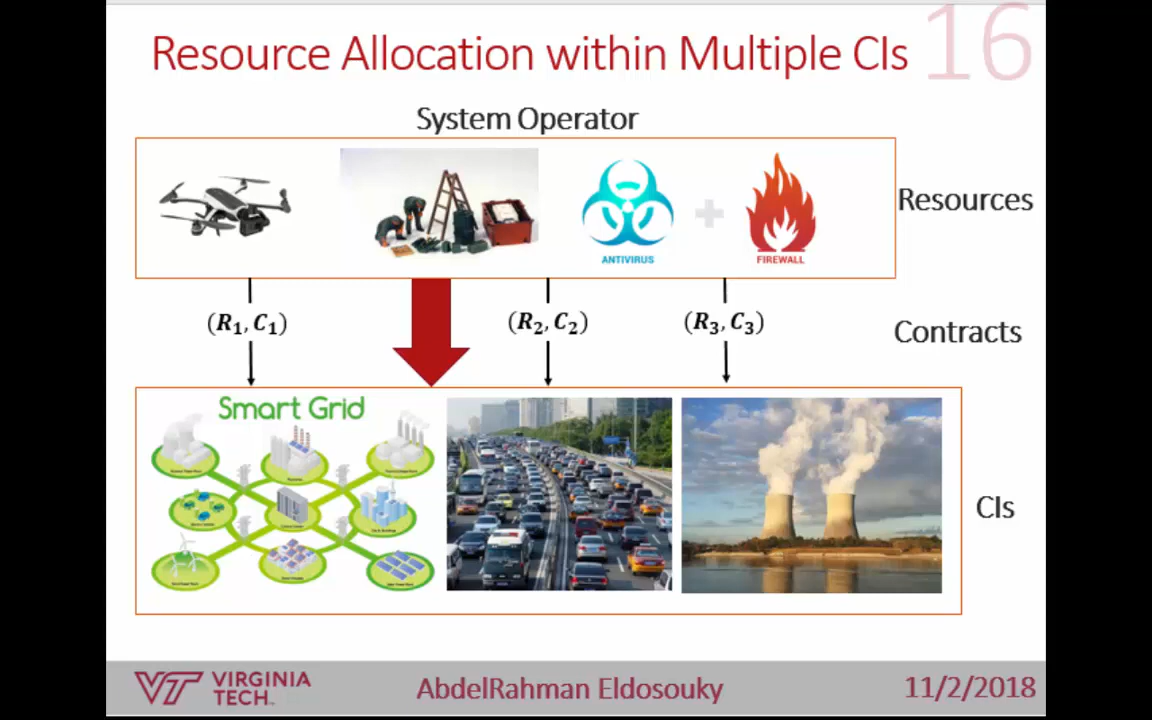 Resource Allocation within Multiple CIs
16
System Operator
ANTIVIRUS
FIREWALL
Resources
(R₁, C₁)
(R₂, C₂)
(R₃, C₃)
Contracts
Smart Grid
CIs
VIRGINIA
TECH
AbdelRahman Eldosouky
11/2/2018